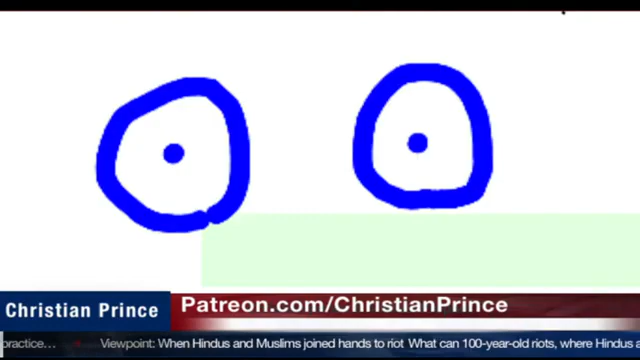 Christian Prince
Patreon.com/ChristianPrince
practice... Viewpoint: When Hindus and Muslims joined hands to riot What can 100-year-old riots, where Hindus a